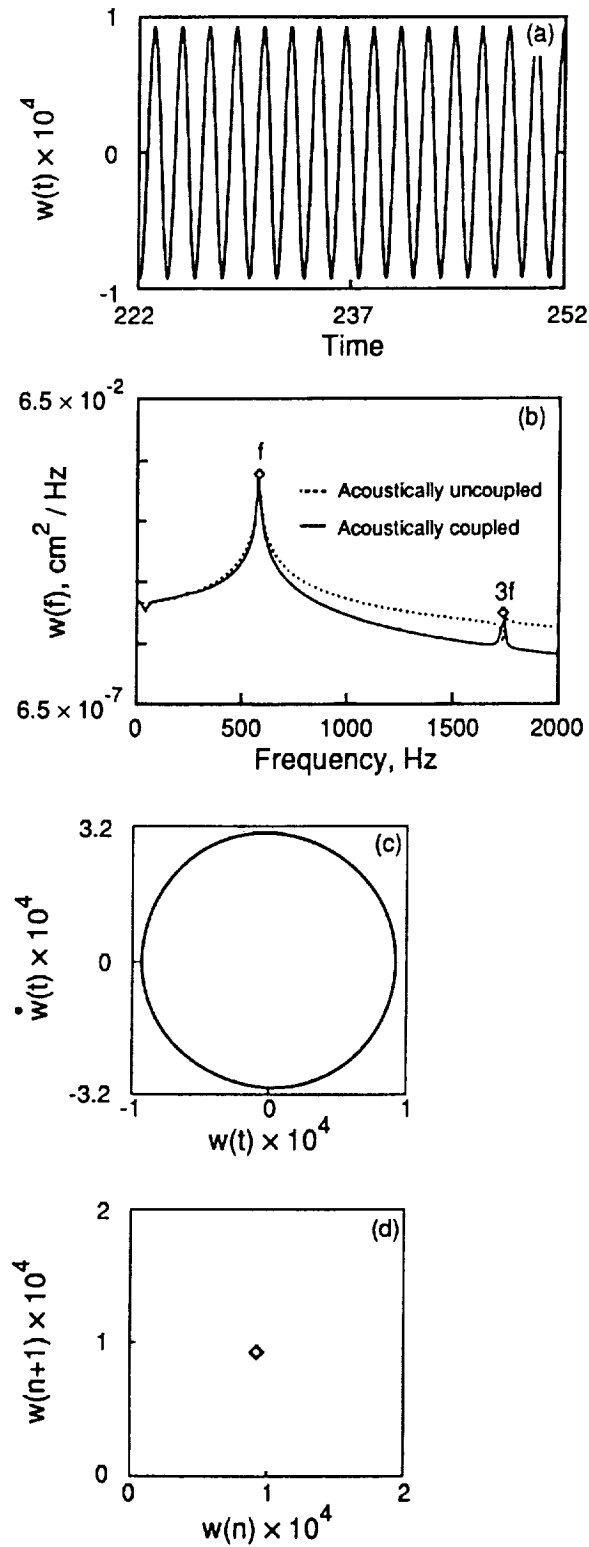 1
(a)
w(t) × 10⁴
0
-1
222
237
252
Time
6.5 × 10⁻²
(b)
f
Acoustically uncoupled
Acoustically coupled
3f
w(f), cm² / Hz
6.5 × 10⁻⁷
0
500
1000
1500
2000
Frequency, Hz
3.2
(c)
ẇ(t) × 10⁴
0
-3.2
-1
0
1
w(t) × 10⁴
2
(d)
w(n+1) × 10⁴
1
0
0
1
2
w(n) × 10⁴